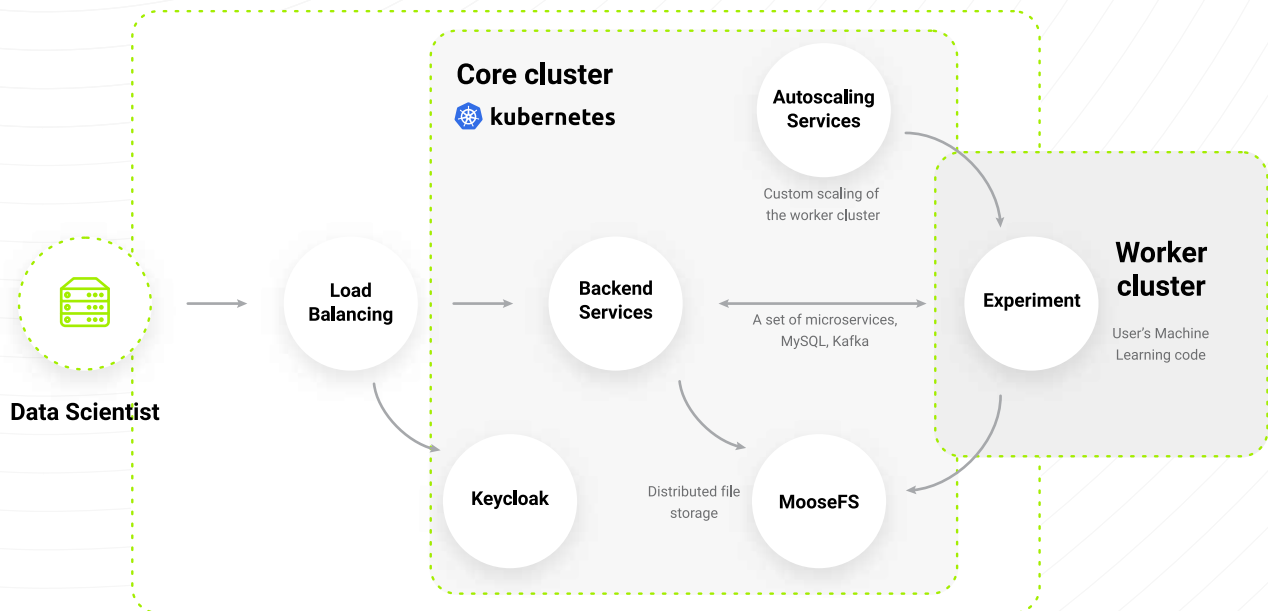 Core cluster
kubernetes
Autoscaling
Services
Custom scaling of
the worker cluster
Data Scientist
Load
Balancing
Backend
Services
A set of microservices,
MySQL, Kafka
Experiment
Worker
cluster
User's Machine
Learning code
Keycloak
Distributed file
storage
MooseFS